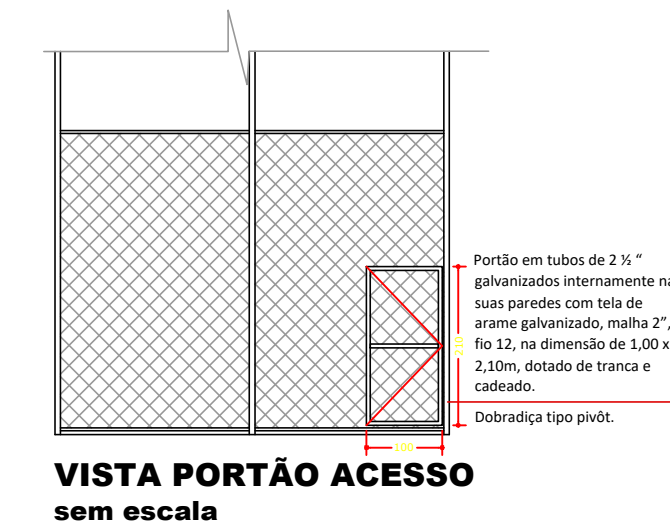 Portão em tubos de 2 ½ “
galvanizados internamente na
suas paredes com tela de
arame galvanizado, malha 2”,
fio 12, na dimensão de 1,00 x
2,10m, dotado de tranca e
cadeado.
210
Dobradiça tipo pivôt.
100
VISTA PORTÃO ACESSO
sem escala